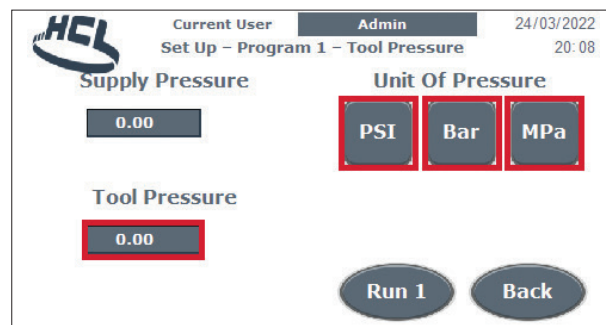 HCL
Current User Admin 24/03/2022
Set Up – Program 1 – Tool Pressure 20:08
Supply Pressure Unit Of Pressure
0.00
PSI Bar MPa
Tool Pressure
0.00
Run 1 Back